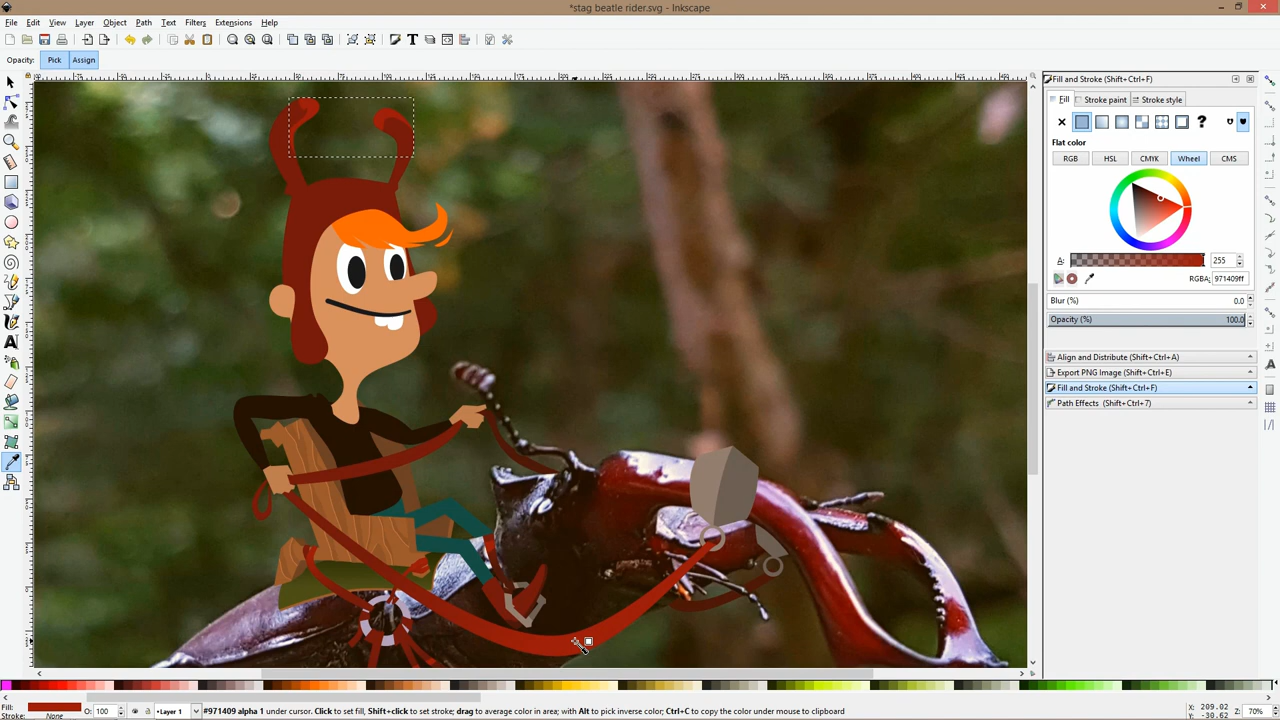 *stag beatle rider.svg - Inkscape
File Edit View Layer Object Path Text Filters Extensions Help
Opacity: Pick Assign
Fill and Stroke (Shift+Ctrl+F)
Fill Stroke paint Stroke style
?
Flat color
RGB HSL CMYK Wheel CMS
A: 255
RGBA: 971409ff
Blur (%) 0.0
Opacity (%) 100.0
Align and Distribute (Shift+Ctrl+A)
Export PNG Image (Shift+Ctrl+E)
Fill and Stroke (Shift+Ctrl+F)
Path Effects (Shift+Ctrl+7)
Fill: O: 100 Layer 1 #971409 alpha 1 under cursor. Click to set fill, Shift+click to set stroke; drag to average color in area; with Alt to pick inverse color; Ctrl+C to copy the color under mouse to clipboard X: 209.02 Z: 70%
Stroke: None Y: -30.62